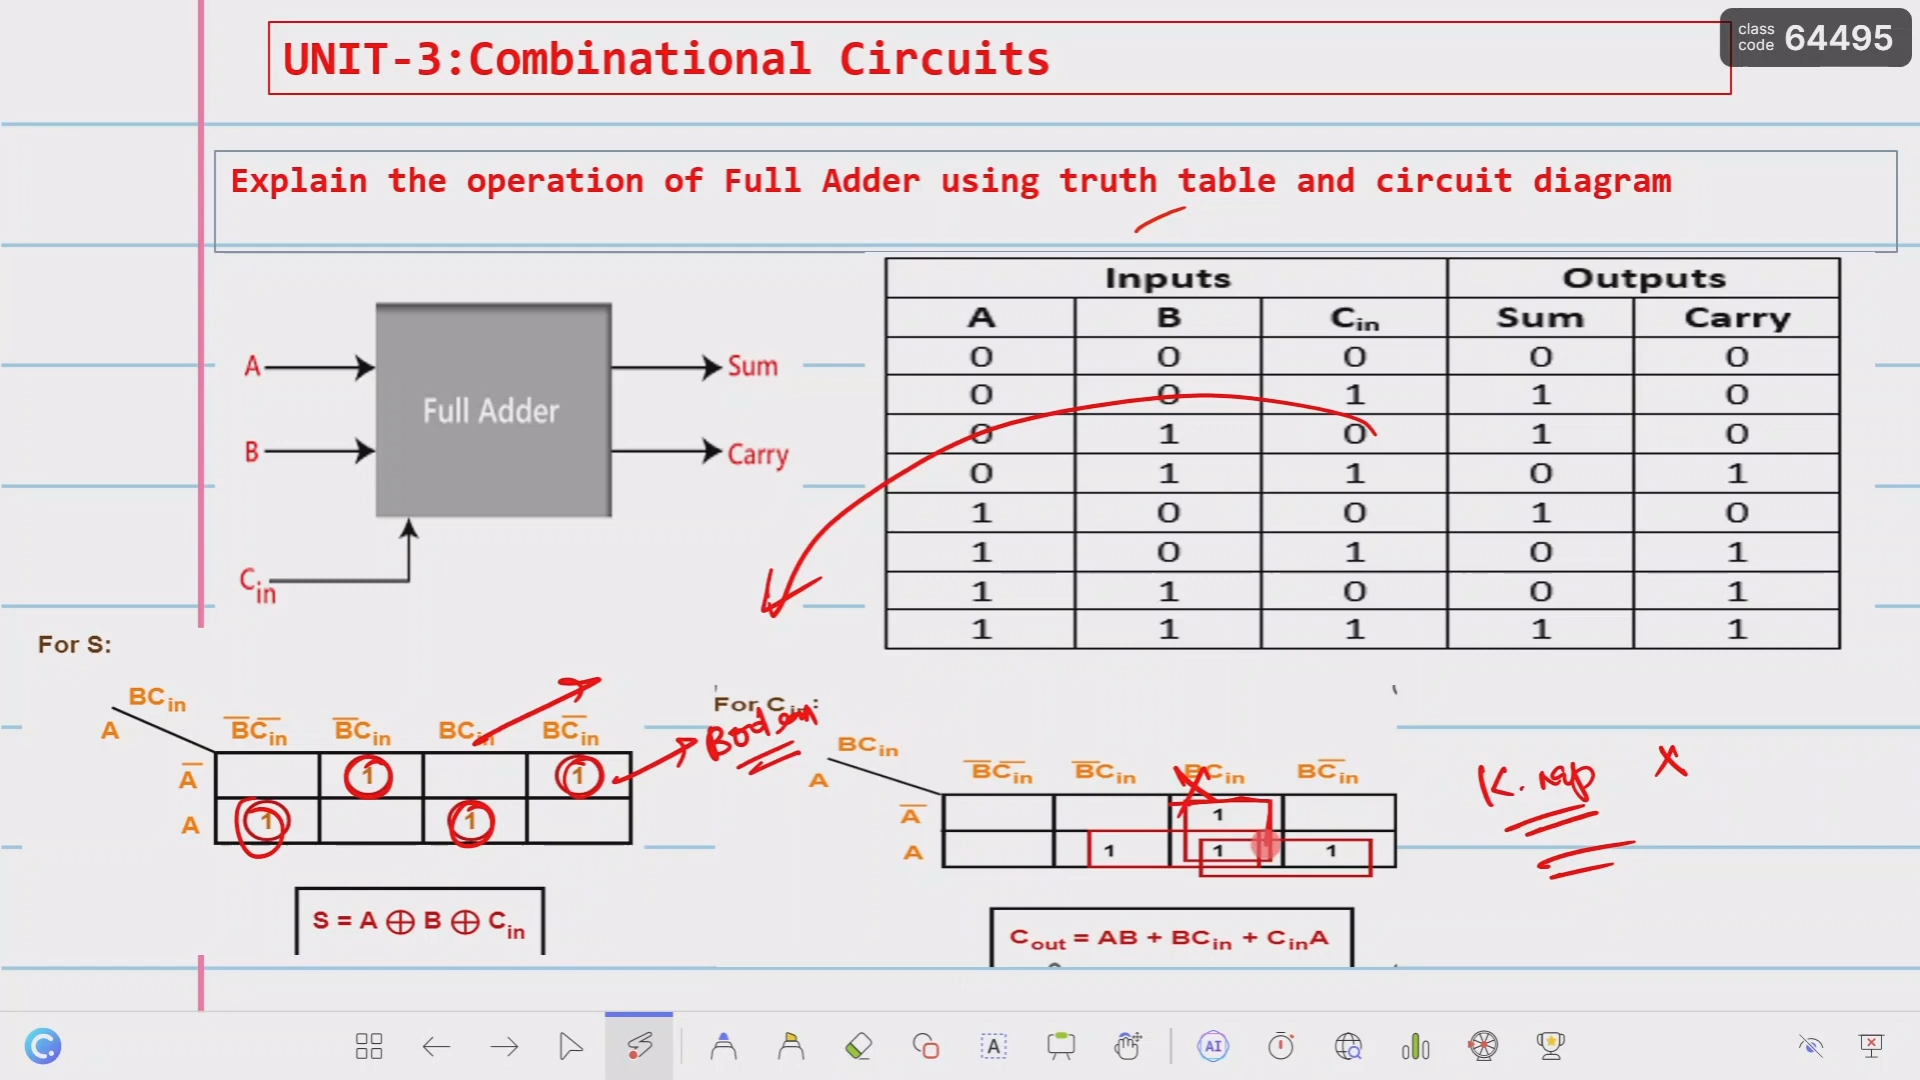 class code 64495
UNIT-3:Combinational Circuits
Explain the operation of Full Adder using truth table and circuit diagram
A
B
C in
Full Adder
Sum
Carry
Inputs Outputs
A B Cin Sum Carry
0 0 0 0 0
0 0 1 1 0
0 1 0 1 0
0 1 1 0 1
1 0 0 1 0
1 0 1 0 1
1 1 0 0 1
1 1 1 1 1
For S:
BCin
A
B̅C̅in B̅Cin BCin BC̅in
A̅ 1 1
A 1 1
S = A ⊕ B ⊕ Cin
For Cin:
BCin
A
B̅C̅in B̅Cin BCin BC̅in
A̅ 1
A 1 1 1
Cout = AB + BCin + CinA
K. map X
A
AI